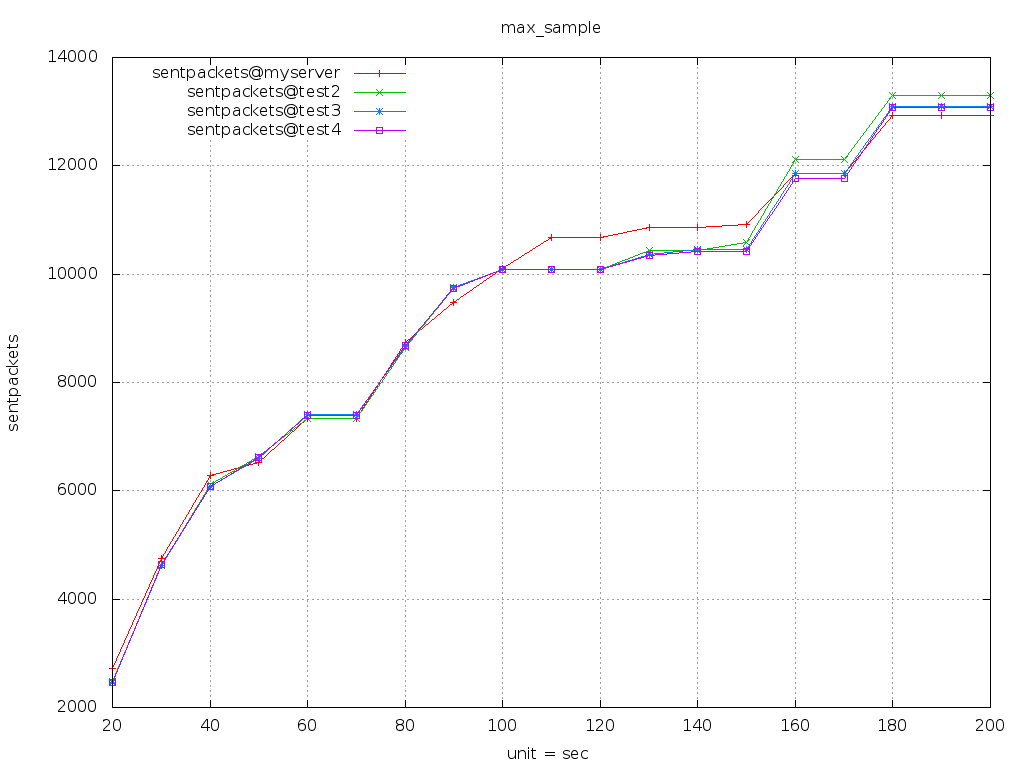 max_sample
14000
12000
10000
8000
6000
4000
2000
sentpackets
sentpackets@myserver
sentpackets@test2
sentpackets@test3
sentpackets@test4
20 40 60 80 100 120 140 160 180 200
unit = sec